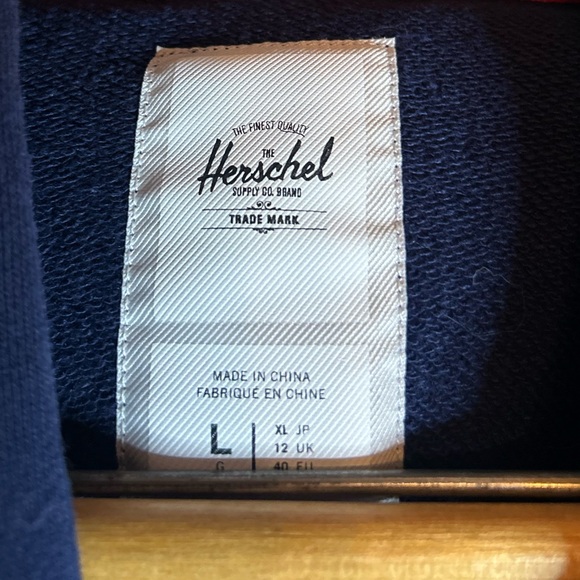 THE FINEST QUALITY
THE
Herschel
SUPPLY CO. BRAND
TRADE MARK
MADE IN CHINA
FABRIQUÉ EN CHINE
L XL JP
12 UK
G 40 EU